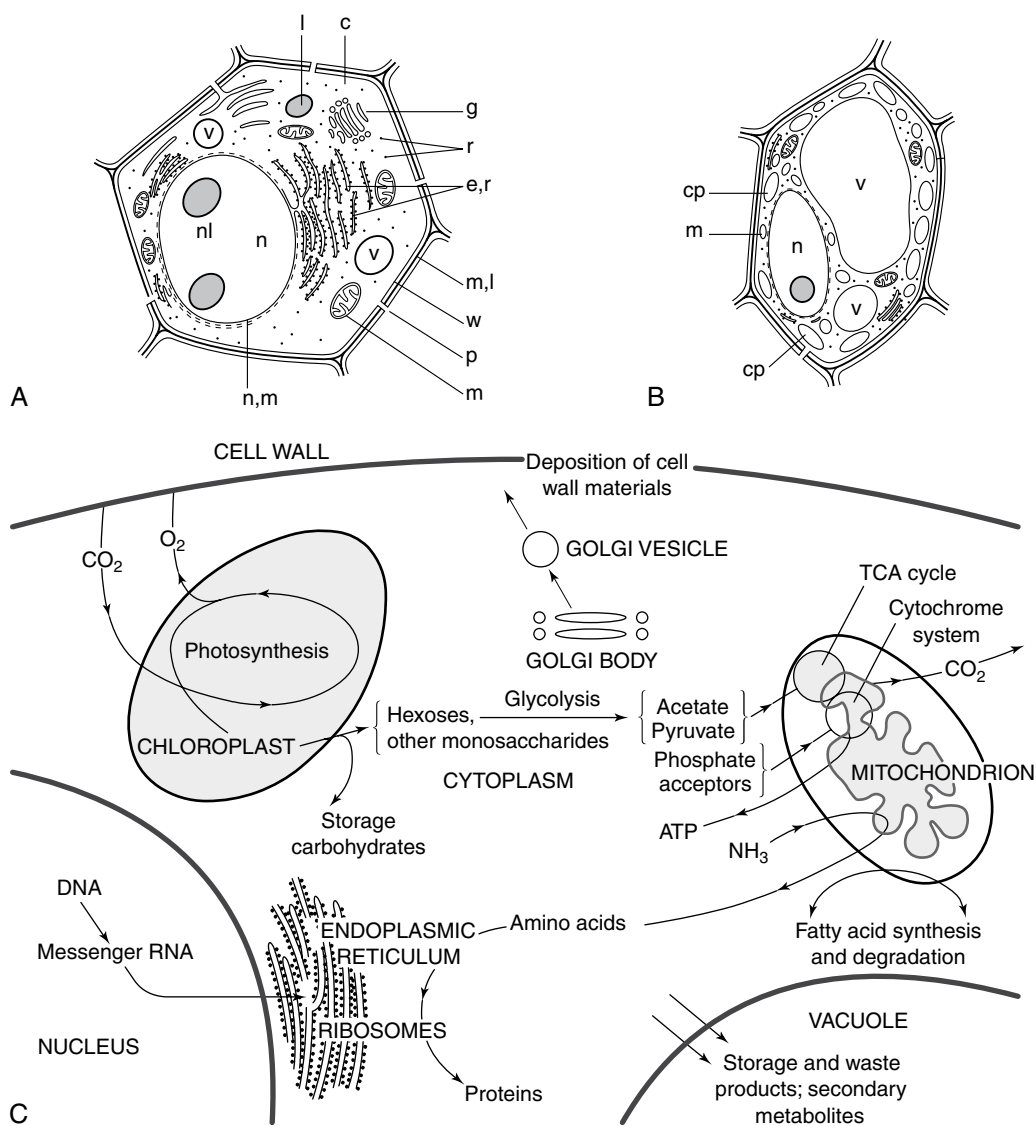 l
c
g
r
e,r
m,l
w
p
m
n,m
v
nl
n
v
A
v
cp
m
n
v
cp
B
CELL WALL
Deposition of cell
wall materials
O2
CO2
GOLGI VESICLE
TCA cycle
Cytochrome
system
Photosynthesis
GOLGI BODY
CO2
Glycolysis
Hexoses,
other monosaccharides
Acetate
Pyruvate
CHLOROPLAST
CYTOPLASM
Phosphate
acceptors
MITOCHONDRION
Storage
carbohydrates
ATP
NH3
DNA
Messenger RNA
ENDOPLASMIC
RETICULUM
Amino acids
Fatty acid synthesis
and degradation
RIBOSOMES
NUCLEUS
VACUOLE
Proteins
Storage and waste
products; secondary
metabolites
C